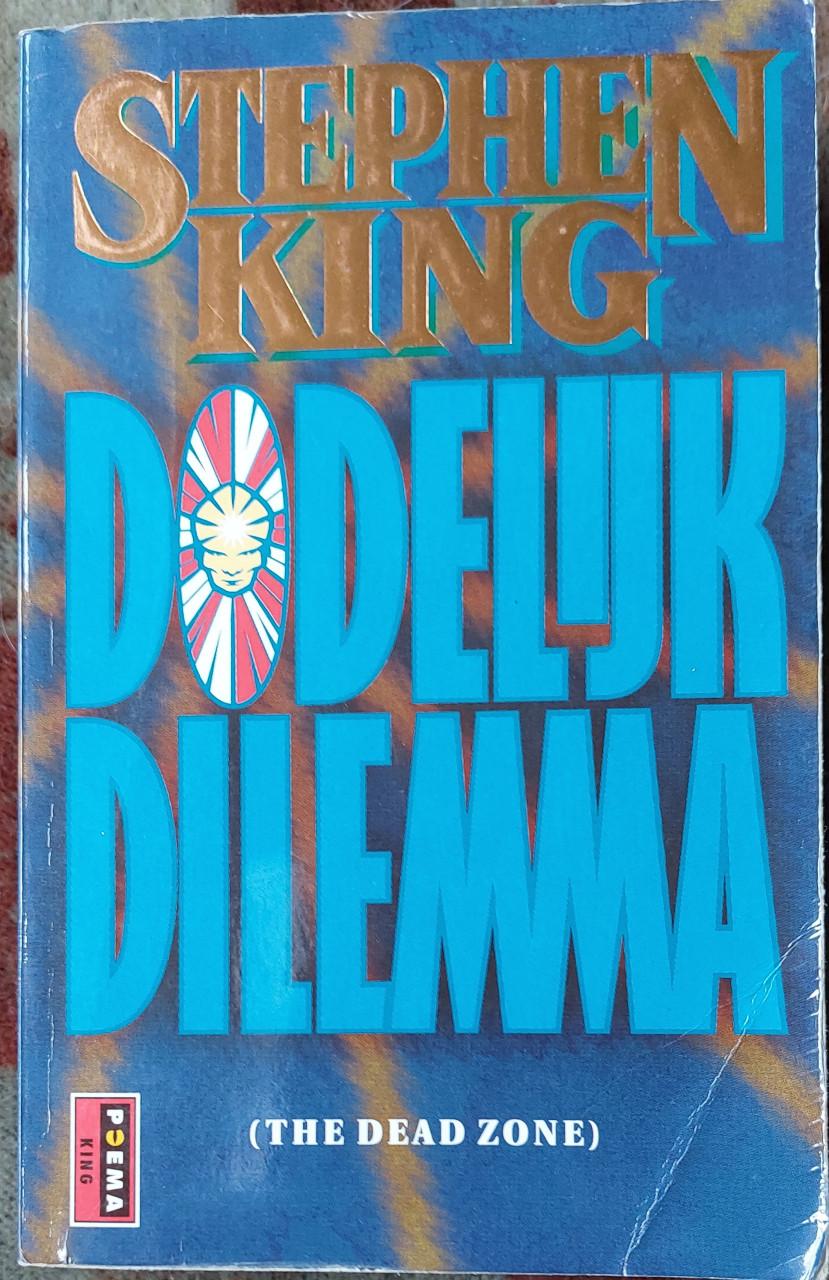 STEPHEN
KING
DODELIJK
DILEMMA
(THE DEAD ZONE)
POEMA
KING